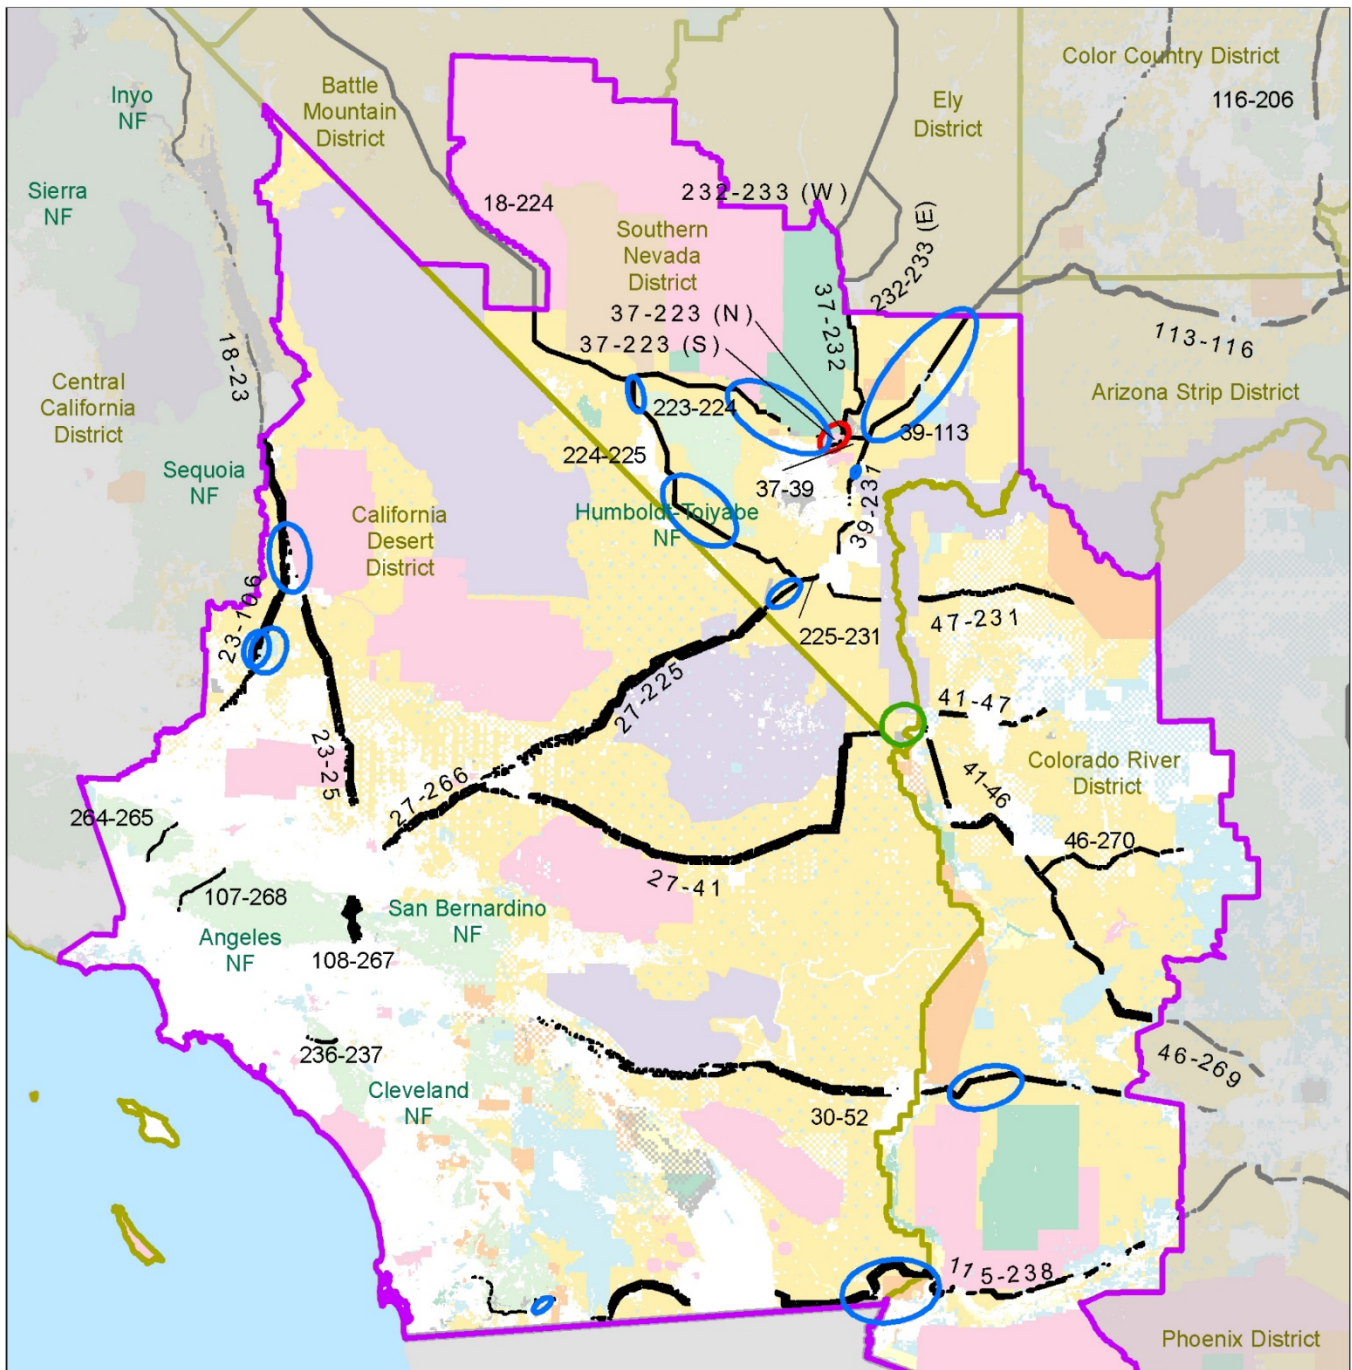 Color Country District
116-206
Inyo
NF
Battle
Mountain
District
Ely
District
Sierra
NF
18-224
232-233 (W)
232-233 (E)
Southern
Nevada
District
37-223 (N)
37-223 (S)
37-232
113-116
18-23
Central
California
District
Arizona Strip District
223-224
39-113
224-225
Sequoia
NF
37-39
39-231
California
Desert
District
Humboldt-Toiyabe
NF
23-106
225-231
47-231
27-225
41-47
23-25
27-266
41-46
Colorado River
District
264-265
46-270
27-41
107-268
San Bernardino
NF
Angeles
NF
108-267
236-237
46-269
Cleveland
NF
30-52
115-238
Phoenix District